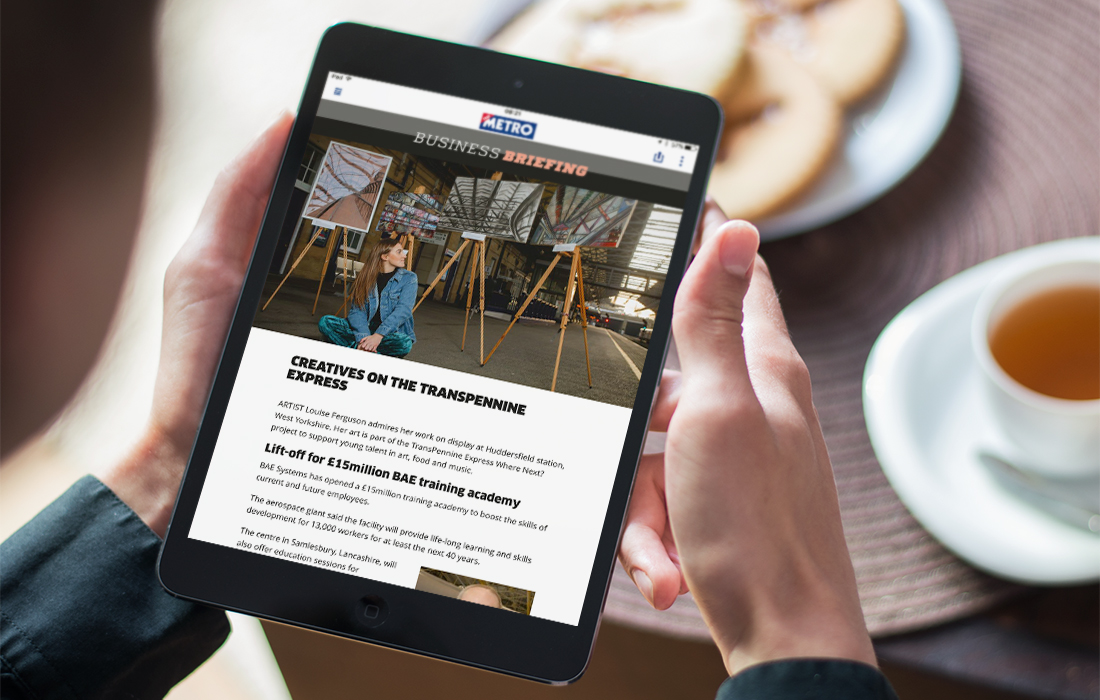 iPad
08:21
METRO
BUSINESS BRIEFING
CREATIVES ON THE TRANSPENNINE
EXPRESS
ARTIST Louise Ferguson admires her work on display at Huddersfield station,
West Yorkshire. Her art is part of the TransPennine Express Where Next?
project to support young talent in art, food and music.
Lift-off for £15million BAE training academy
BAE Systems has opened a £15million training academy to boost the skills of
current and future employees.
The aerospace giant said the facility will provide life-long learning and skills
development for 13,000 workers for at least the next 40 years.
The centre in Samlesbury, Lancashire, will
also offer education sessions for